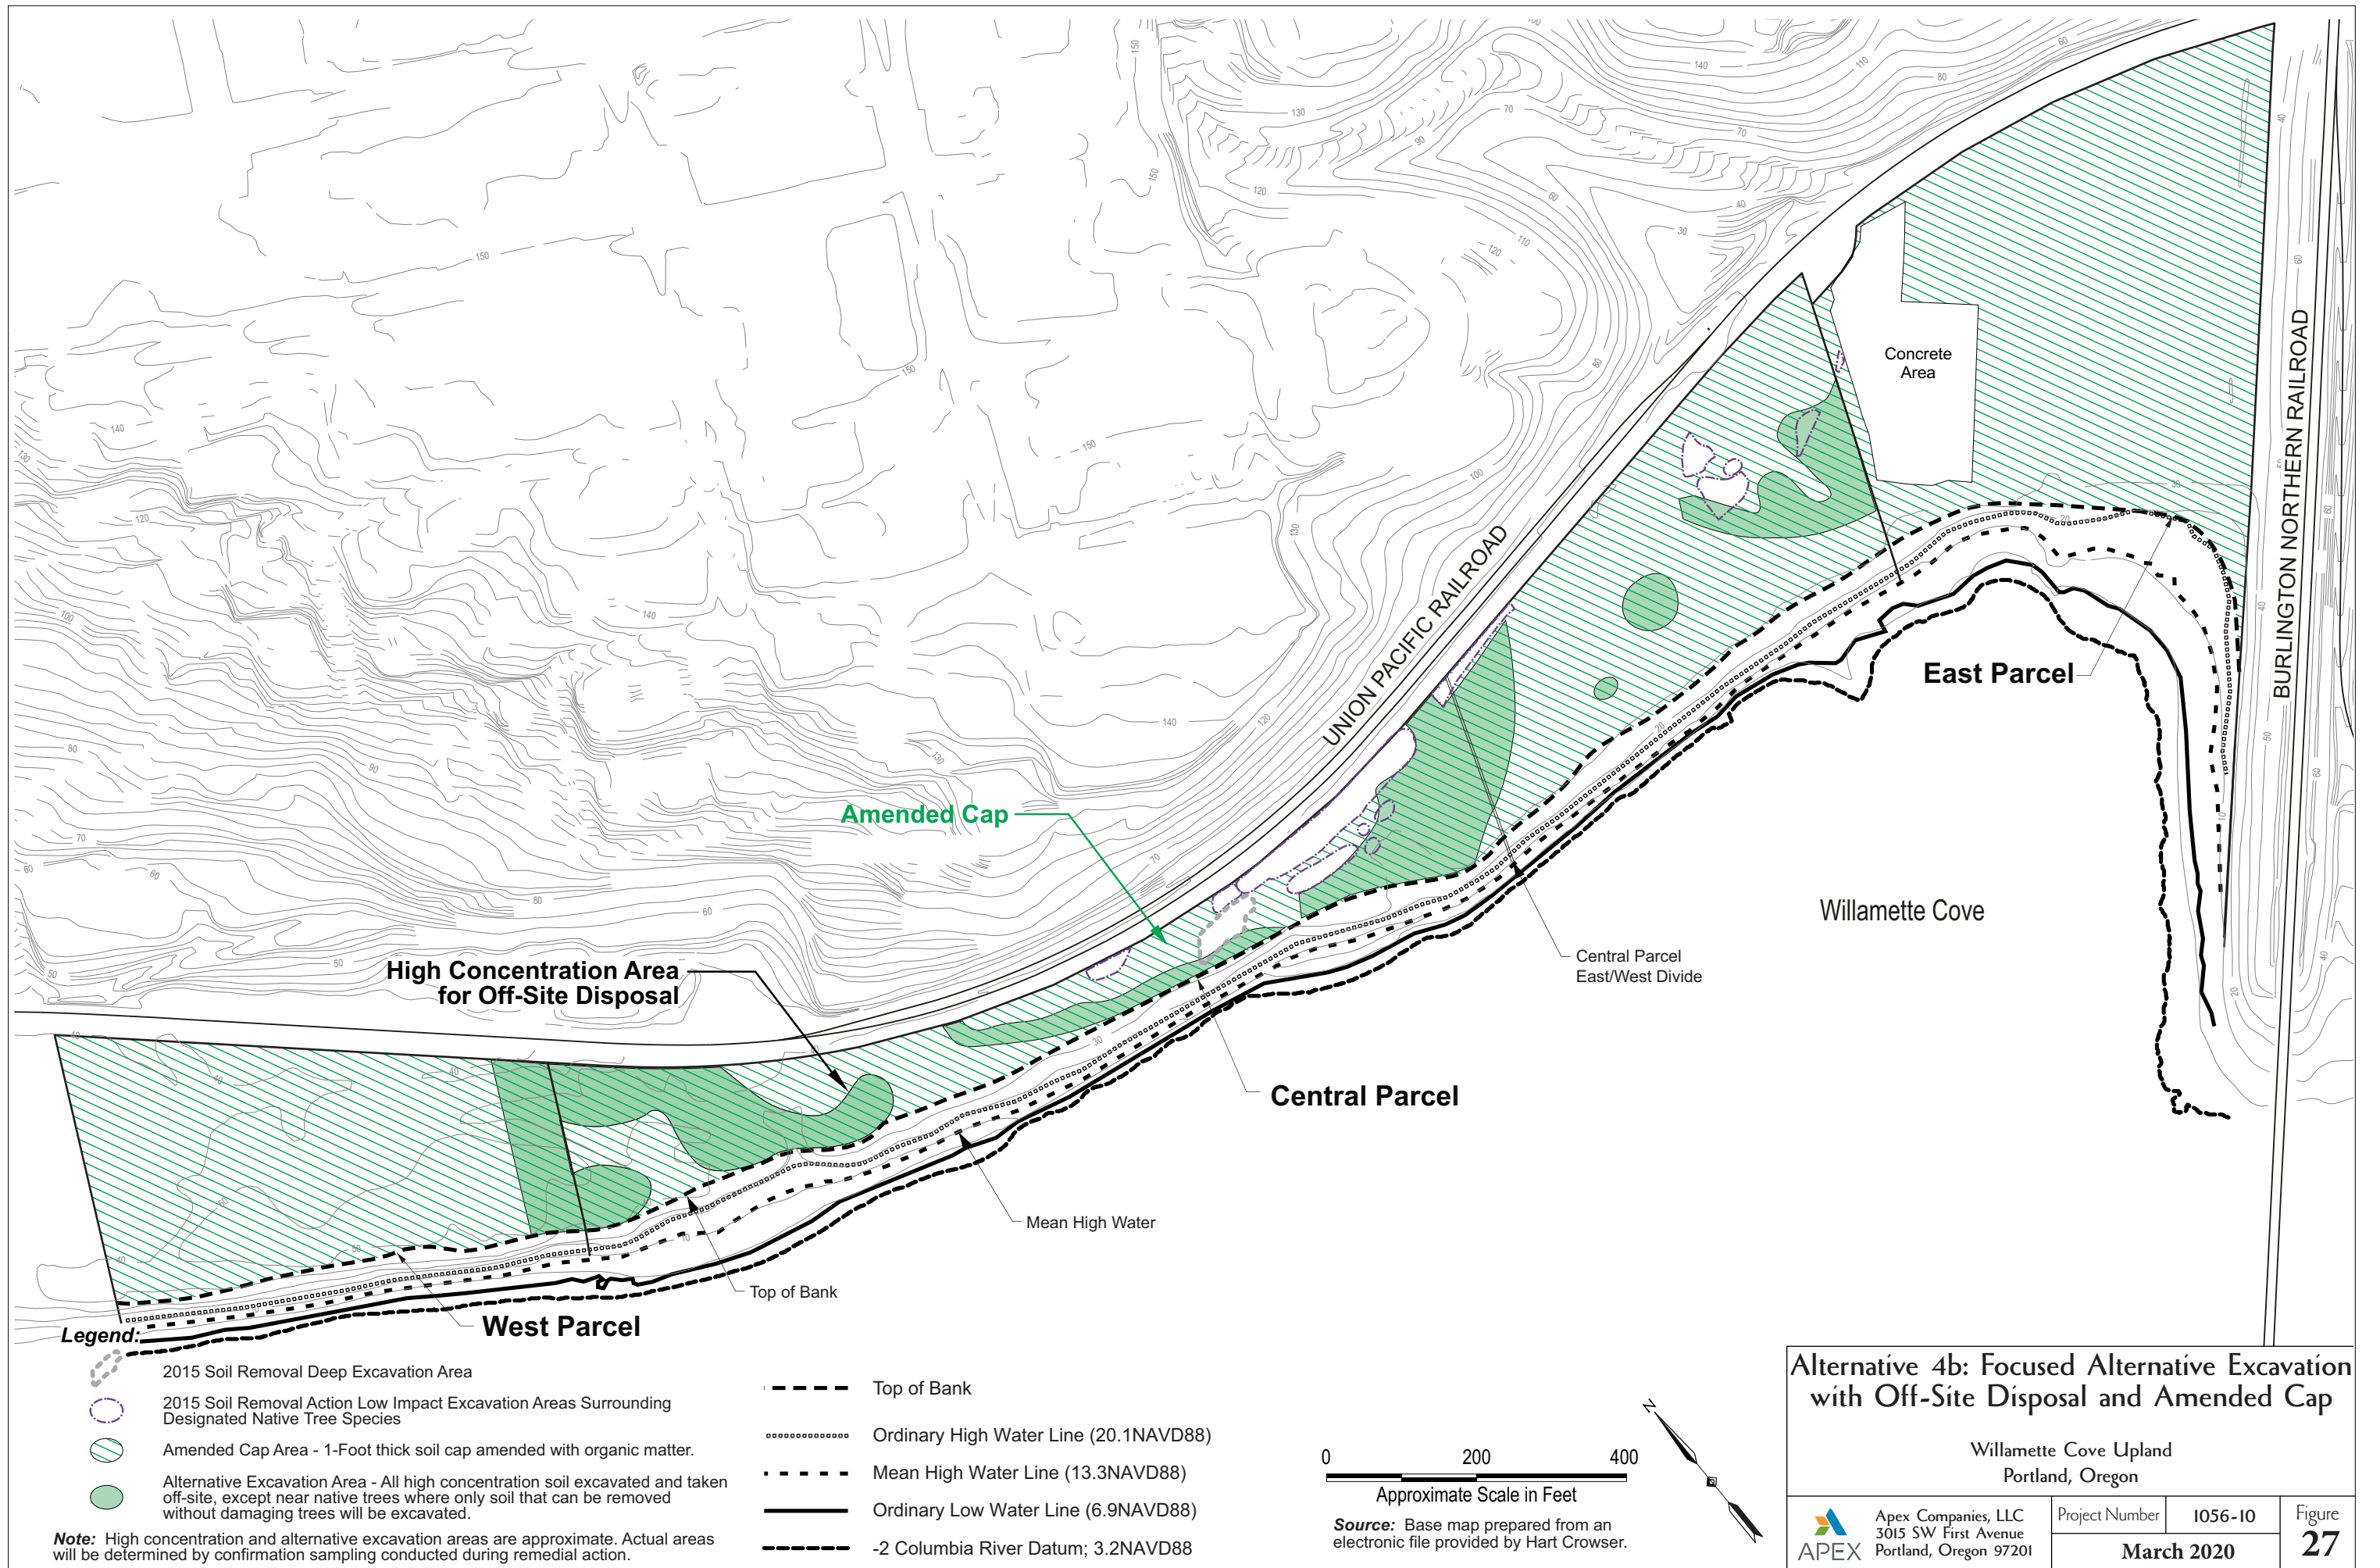 UNION PACIFIC RAILROAD
BURLINGTON NORTHERN RAILROAD
Concrete
Area
East Parcel
Amended Cap
Willamette Cove
Central Parcel
East/West Divide
High Concentration Area
for Off-Site Disposal
Central Parcel
Mean High Water
Top of Bank
West Parcel
Legend:
2015 Soil Removal Deep Excavation Area
2015 Soil Removal Action Low Impact Excavation Areas Surrounding
Designated Native Tree Species
Amended Cap Area - 1-Foot thick soil cap amended with organic matter.
Alternative Excavation Area - All high concentration soil excavated and taken
off-site, except near native trees where only soil that can be removed
without damaging trees will be excavated.
Note: High concentration and alternative excavation areas are approximate. Actual areas
will be determined by confirmation sampling conducted during remedial action.
Top of Bank
Ordinary High Water Line (20.1NAVD88)
Mean High Water Line (13.3NAVD88)
Ordinary Low Water Line (6.9NAVD88)
-2 Columbia River Datum; 3.2NAVD88
0 200 400
Approximate Scale in Feet
Source: Base map prepared from an
electronic file provided by Hart Crowser.
N
Alternative 4b: Focused Alternative Excavation
with Off-Site Disposal and Amended Cap
Willamette Cove Upland
Portland, Oregon
APEX
Apex Companies, LLC
3015 SW First Avenue
Portland, Oregon 97201
Project Number 1056-10
March 2020
Figure
27